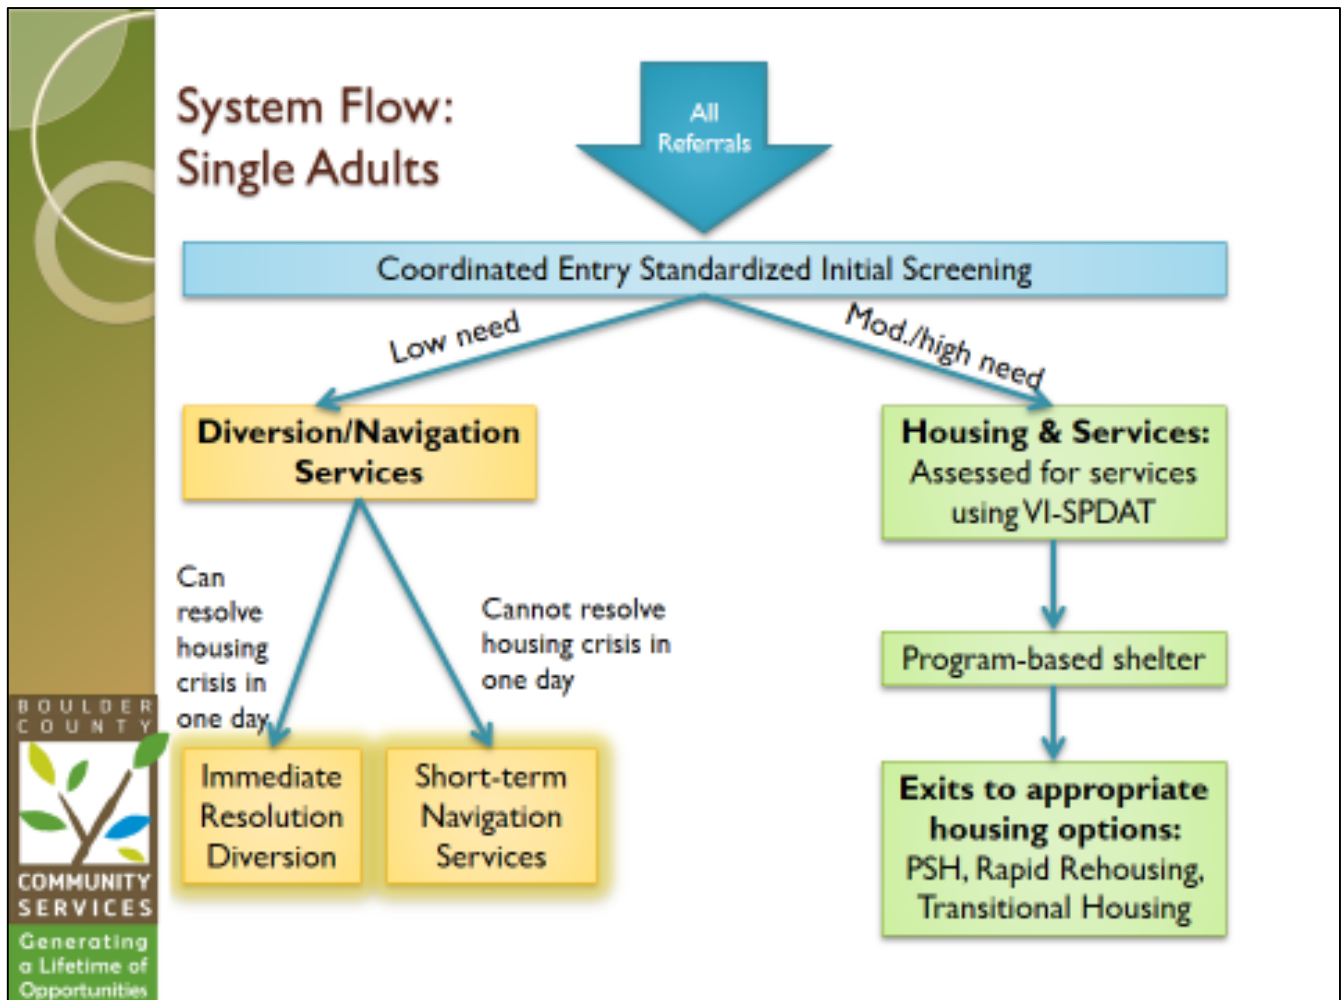 System Flow:
Single Adults
All
Referrals
Coordinated Entry Standardized Initial Screening
Low need
Mod./high need
Diversion/Navigation
Services
Housing & Services:
Assessed for services
using VI-SPDAT
Can
resolve
housing
crisis in
one day
Cannot resolve
housing crisis in
one day
Program-based shelter
Immediate
Resolution
Diversion
Short-term
Navigation
Services
Exits to appropriate
housing options:
PSH, Rapid Rehousing,
Transitional Housing
BOULDER
COUNTY
COMMUNITY
SERVICES
Generating
a Lifetime of
Opportunities